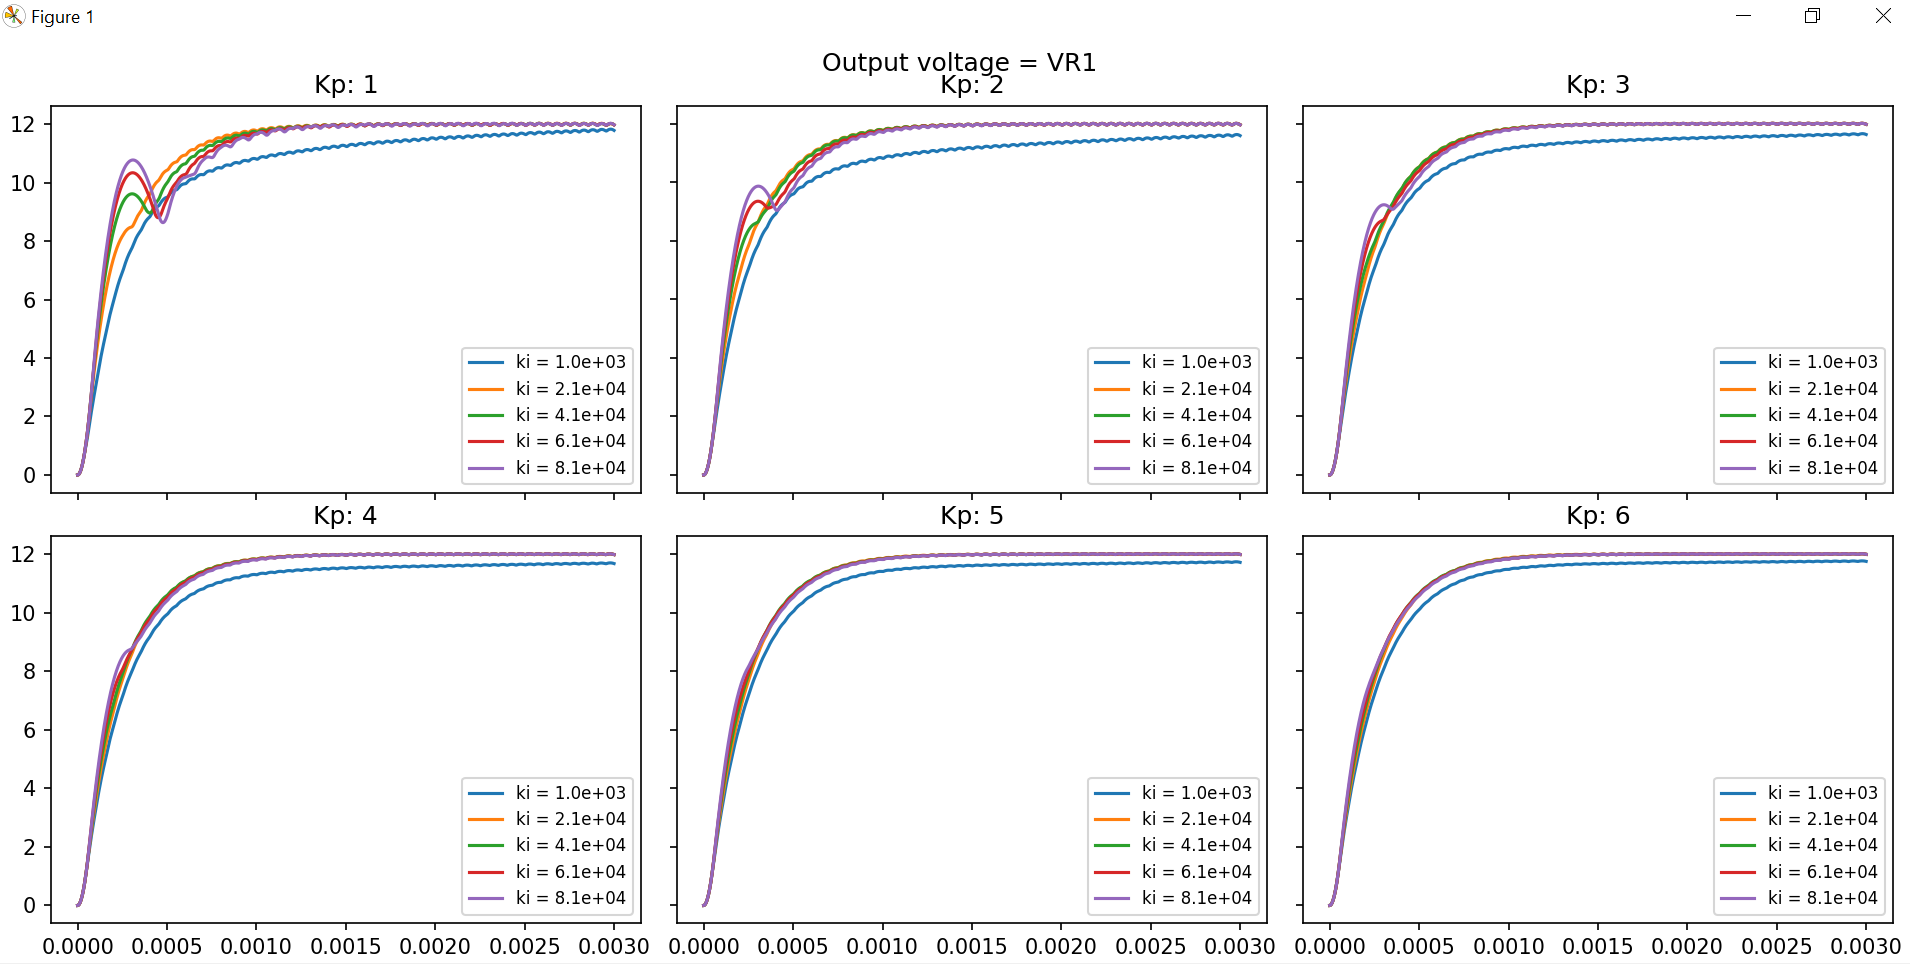 Figure 1
Output voltage = VR1
Kp: 1
12
10
8
6
4
2
0
ki = 1.0e+03
ki = 2.1e+04
ki = 4.1e+04
ki = 6.1e+04
ki = 8.1e+04
Kp: 2
ki = 1.0e+03
ki = 2.1e+04
ki = 4.1e+04
ki = 6.1e+04
ki = 8.1e+04
Kp: 3
ki = 1.0e+03
ki = 2.1e+04
ki = 4.1e+04
ki = 6.1e+04
ki = 8.1e+04
Kp: 4
12
10
8
6
4
2
0
ki = 1.0e+03
ki = 2.1e+04
ki = 4.1e+04
ki = 6.1e+04
ki = 8.1e+04
0.0000 0.0005 0.0010 0.0015 0.0020 0.0025 0.0030
Kp: 5
ki = 1.0e+03
ki = 2.1e+04
ki = 4.1e+04
ki = 6.1e+04
ki = 8.1e+04
0.0000 0.0005 0.0010 0.0015 0.0020 0.0025 0.0030
Kp: 6
ki = 1.0e+03
ki = 2.1e+04
ki = 4.1e+04
ki = 6.1e+04
ki = 8.1e+04
0.0000 0.0005 0.0010 0.0015 0.0020 0.0025 0.0030